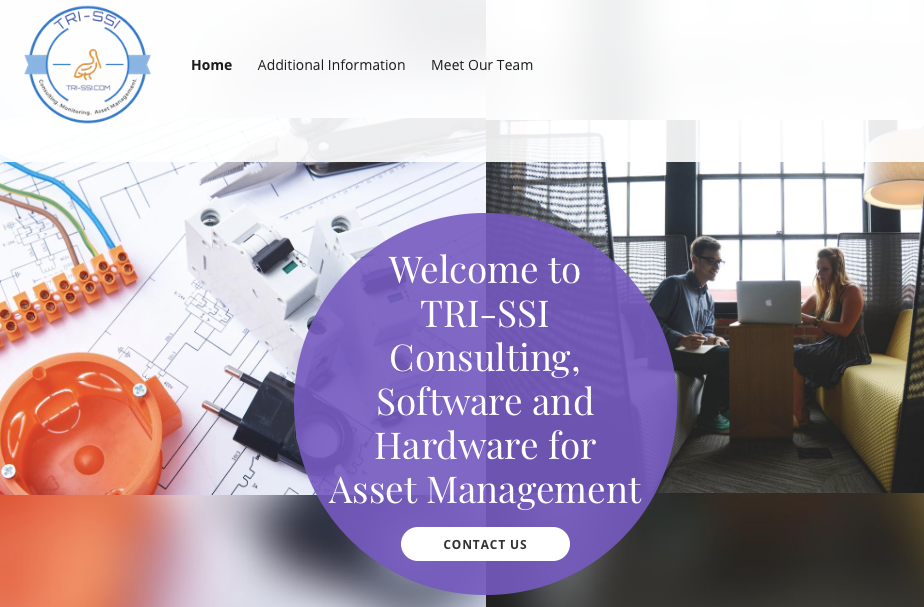 TRI-SSI
TRI-SSI.COM
Consulting, Monitoring, Asset Management.
Home Additional Information Meet Our Team
Welcome to
TRI-SSI
Consulting,
Software and
Hardware for
Asset Management
CONTACT US